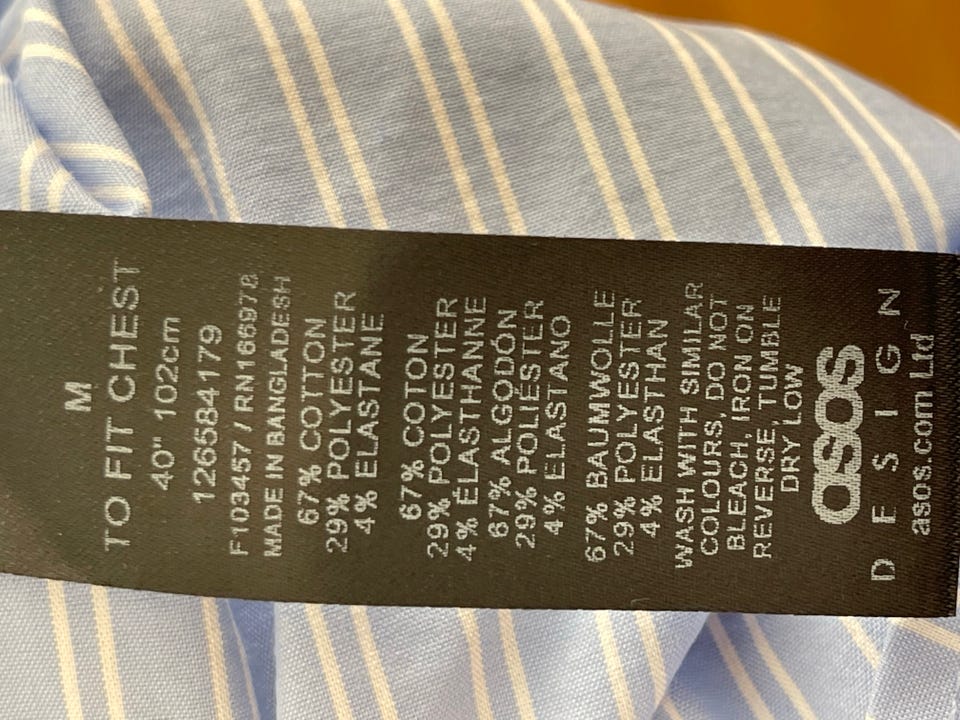 M
TO FIT CHEST
40" 102cm
126584179
F103457 / RN166978
MADE IN BANGLADESH
67% COTTON
29% POLYESTER
4% ELASTANE
67% COTON
29% POLYESTER
4% ÉLASTHANNE
67% ALGODÓN
29% POLIÉSTER
4% ELASTANO
67% BAUMWOLLE
29% POLYESTER
4% ELASTHAN
WASH WITH SIMILAR
COLOURS, DO NOT
BLEACH, IRON ON
REVERSE, TUMBLE
DRY LOW
asos
DESIGN
asos.com Ltd